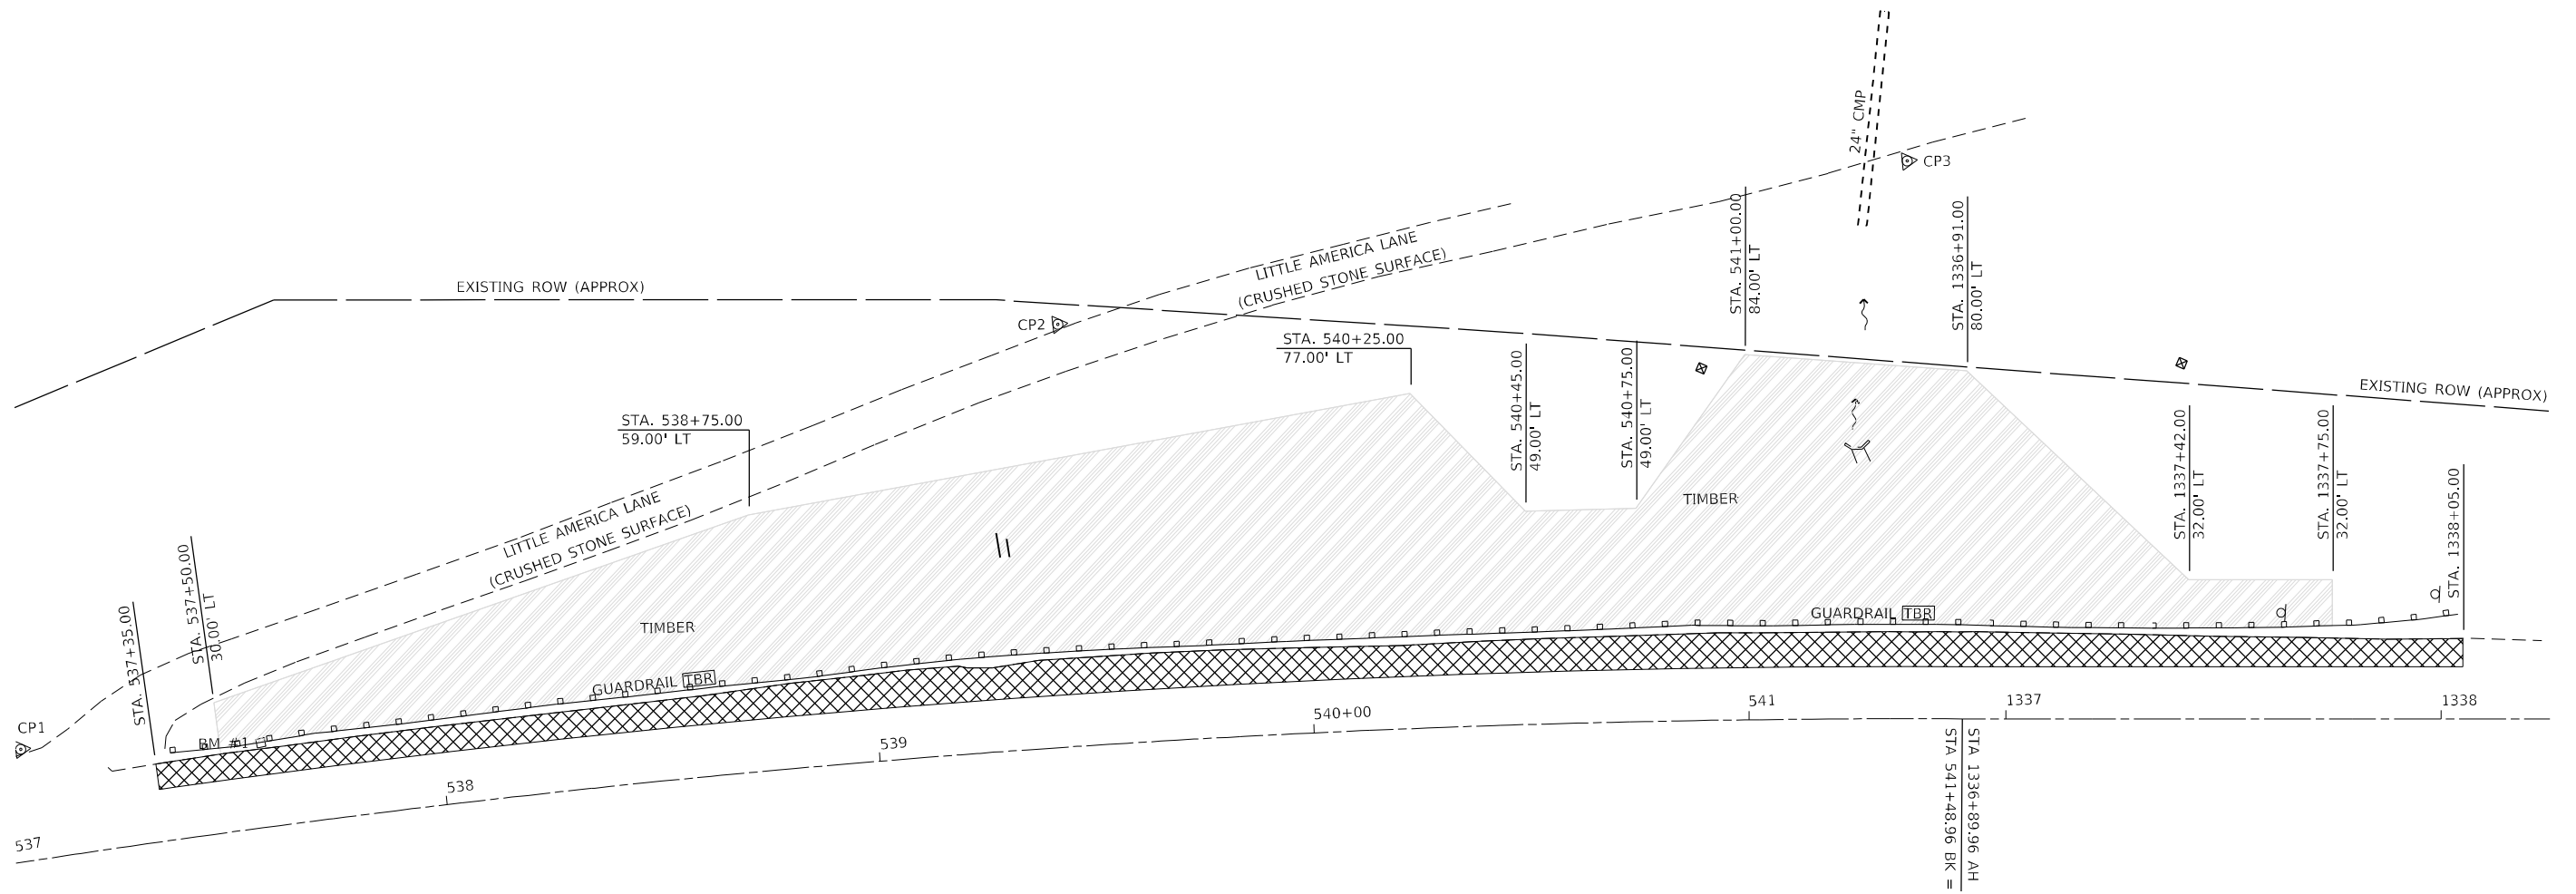 24" CMP
CP3
LITTLE AMERICA LANE
(CRUSHED STONE SURFACE)
STA. 541+00.00
84.00' LT
STA. 1336+91.00
80.00' LT
EXISTING ROW (APPROX)
CP2
STA. 540+25.00
77.00' LT
STA. 540+45.00
49.00' LT
STA. 540+75.00
49.00' LT
EXISTING ROW (APPROX)
STA. 538+75.00
59.00' LT
STA. 1337+42.00
32.00' LT
STA. 1337+75.00
32.00' LT
STA. 1338+05.00
LITTLE AMERICA LANE
(CRUSHED STONE SURFACE)
TIMBER
STA. 537+50.00
30.00' LT
STA. 537+35.00
TIMBER
GUARDRAIL TBR
GUARDRAIL TBR
CP1
BM #1
537
538
539
540+00
541
1337
1338
STA 1336+89.96 AH
STA 541+48.96 BK =